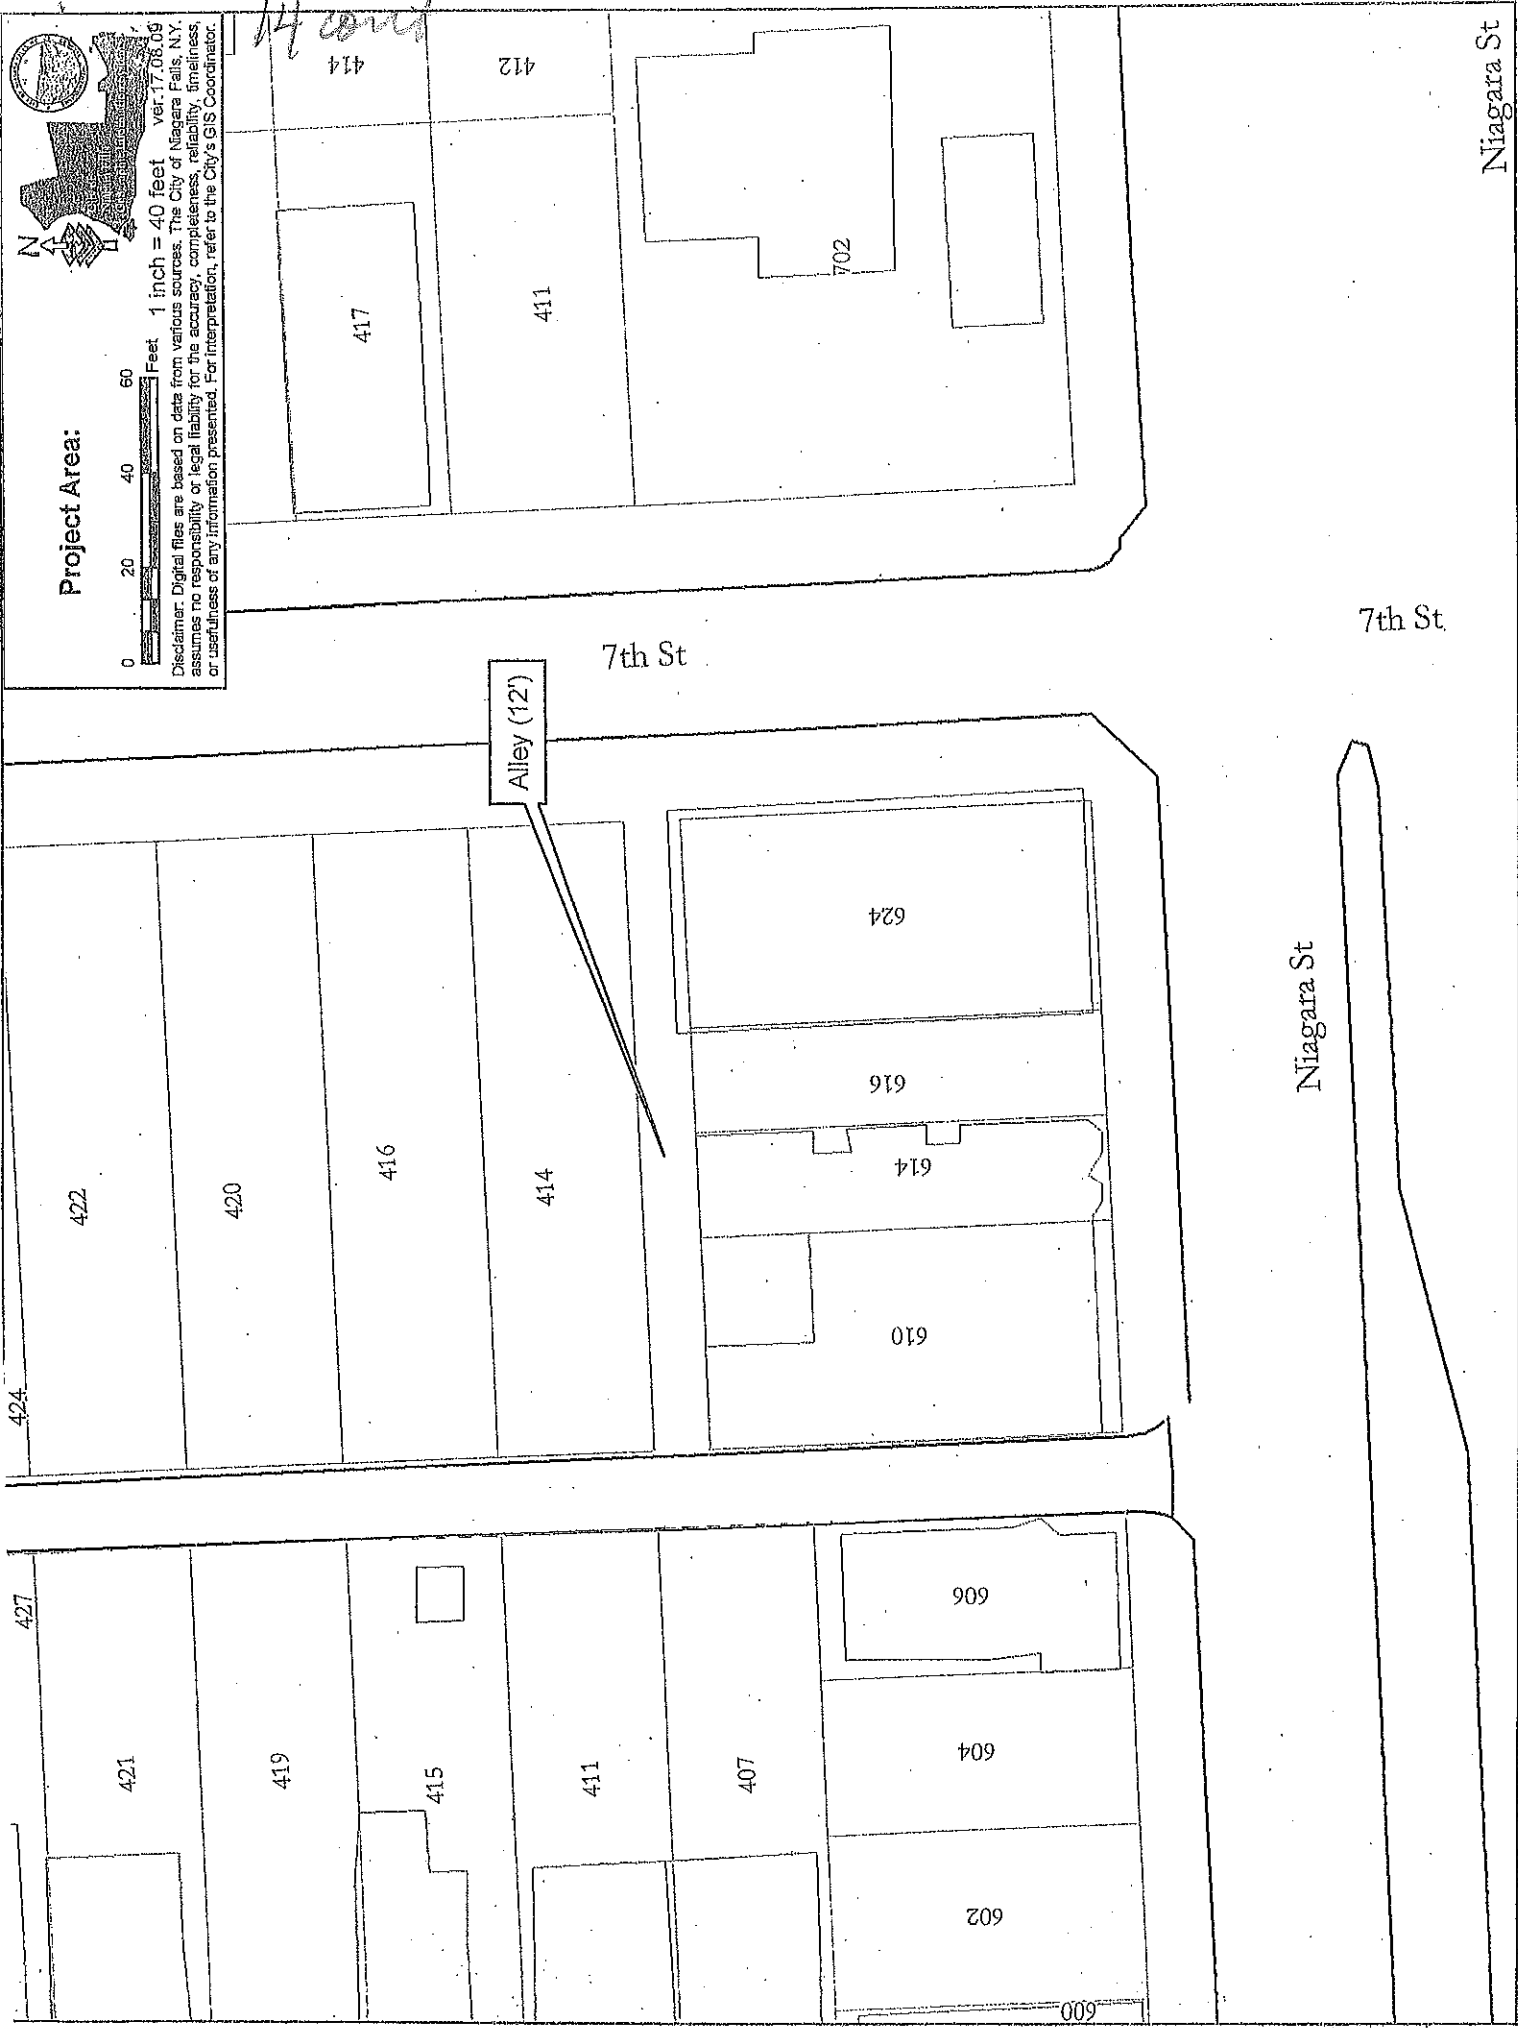 14 con't
N
Project Area:
0 20 40 60
Feet 1 inch = 40 feet ver.17.08.09
Disclaimer: Digital files are based on data from various sources. The City of Niagara Falls, N.Y.
assumes no responsibility or legal liability for the accuracy, completeness, reliability, timeliness,
or usefulness of any information presented. For interpretation, refer to the City's GIS Coordinator.
414
412
417
411
702
7th St
7th St
Niagara St
Alley (12')
424
422
420
416
414
624
616
614
610
Niagara St
427
421
419
415
411
407
606
604
602
600